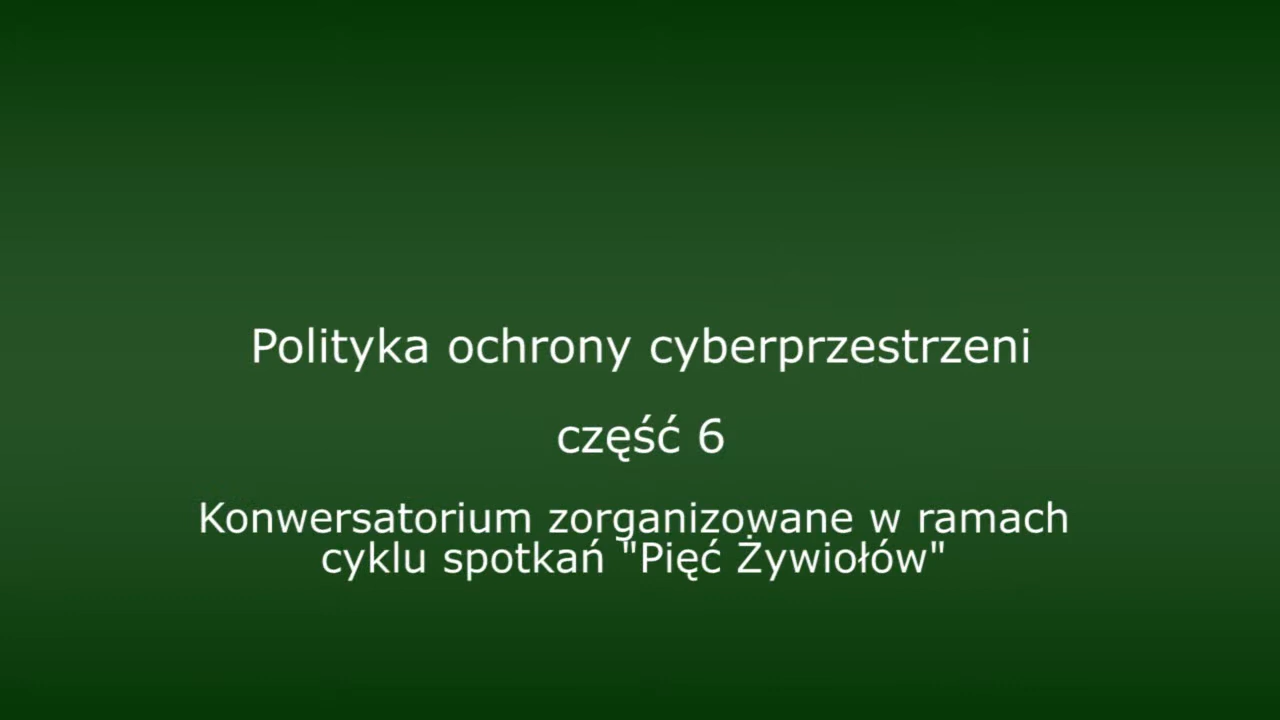 Polityka ochrony cyberprzestrzeni
część 6
Konwersatorium zorganizowane w ramach
cyklu spotkań "Pięć Żywiołów"